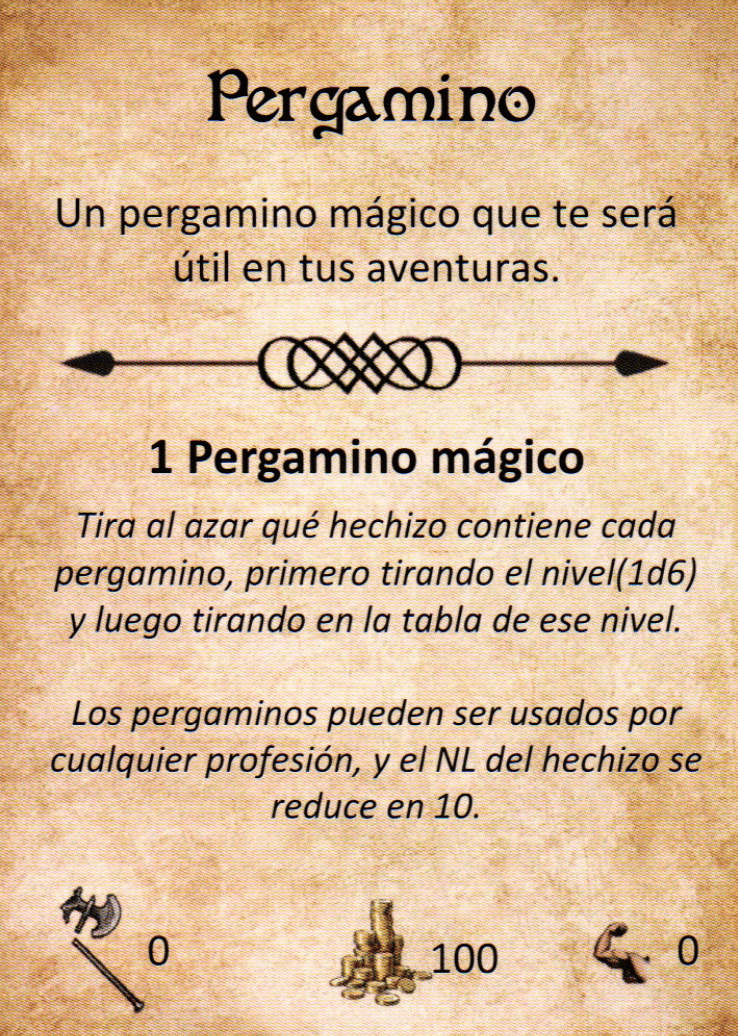 Pergamino
Un pergamino mágico que te será
útil en tus aventuras.
1 Pergamino mágico
Tira al azar qué hechizo contiene cada
pergamino, primero tirando el nivel(1d6)
y luego tirando en la tabla de ese nivel.
Los pergaminos pueden ser usados por
cualquier profesión, y el NL del hechizo se
reduce en 10.
0
100
0